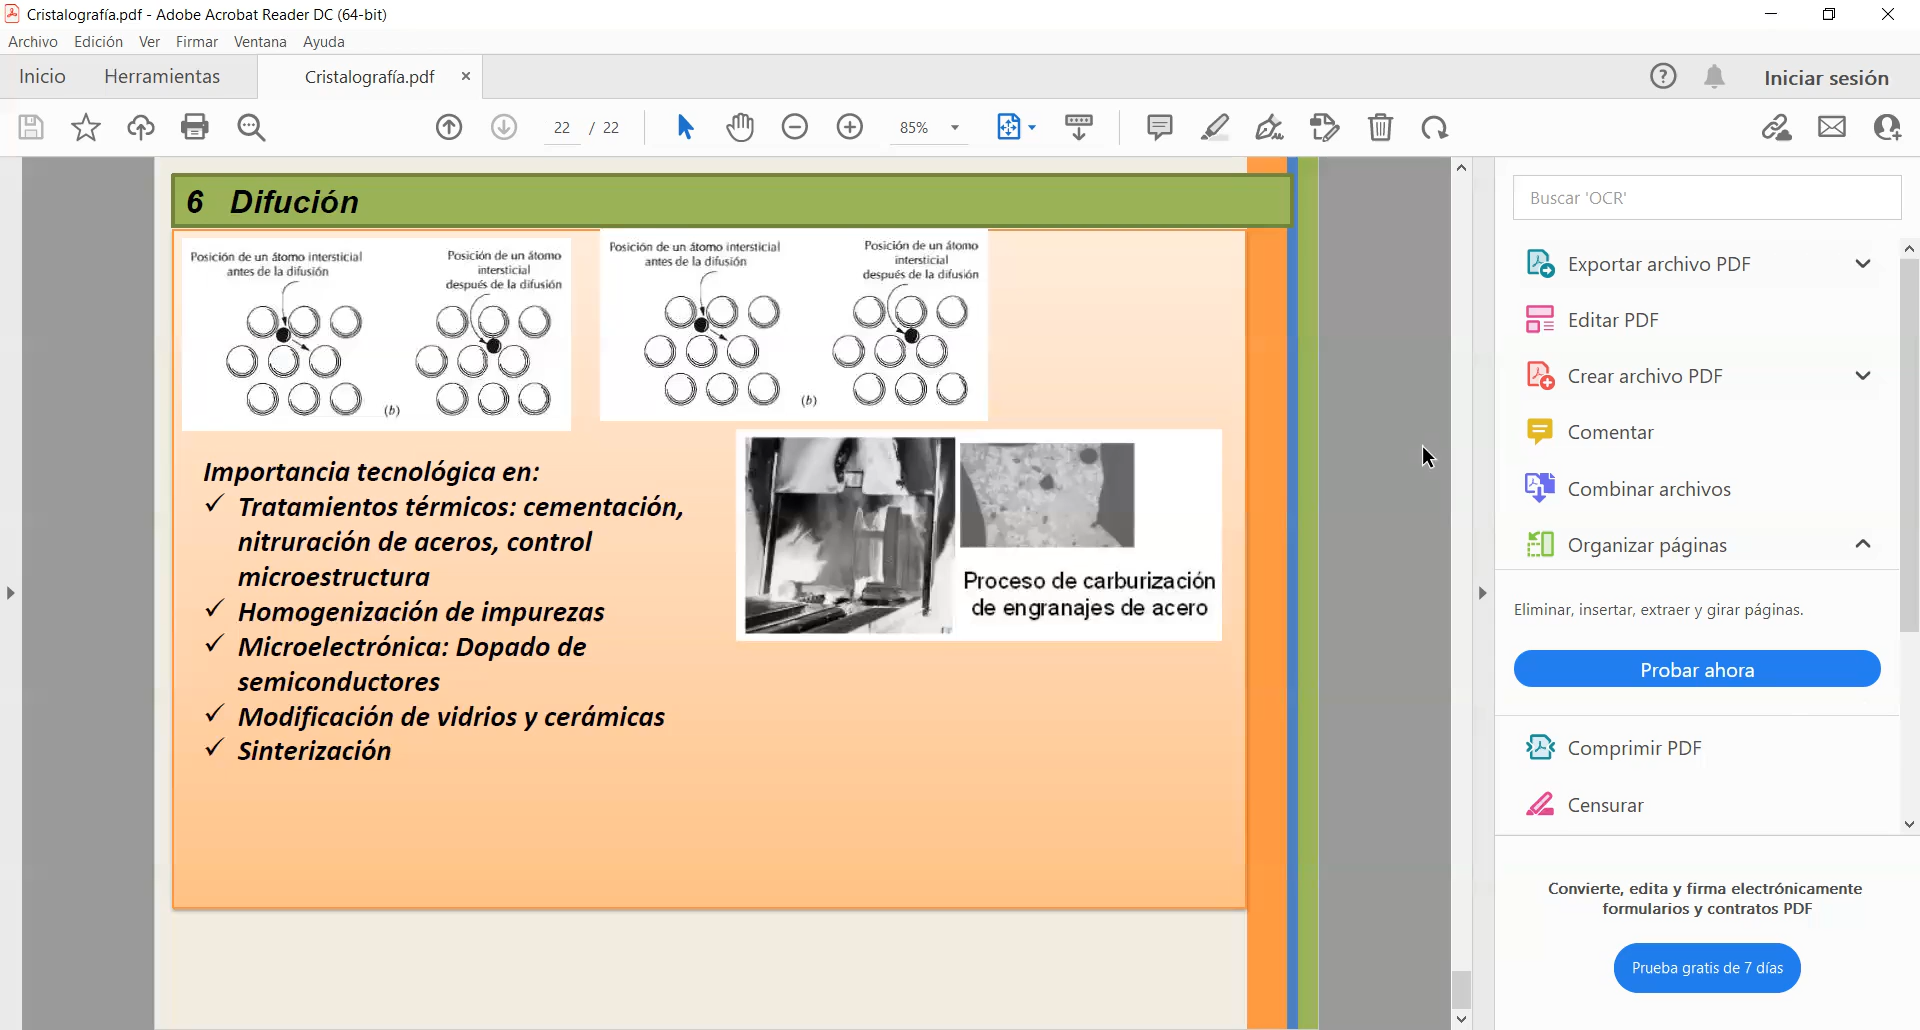 Cristalografía.pdf - Adobe Acrobat Reader DC (64-bit)
Archivo Edición Ver Firmar Ventana Ayuda
Inicio Herramientas Cristalografía.pdf × Iniciar sesión
22 / 22 85%
6 Difución
Posición de un átomo intersticial
antes de la difusión
Posición de un átomo
intersticial
después de la difusión
(b)
Posición de un átomo intersticial
antes de la difusión
Posición de un átomo
intersticial
después de la difusión
(b)
Importancia tecnológica en:
✓ Tratamientos térmicos: cementación,
nitruración de aceros, control
microestructura
✓ Homogenización de impurezas
✓ Microelectrónica: Dopado de
semiconductores
✓ Modificación de vidrios y cerámicas
✓ Sinterización
Proceso de carburización
de engranajes de acero
Buscar 'OCR'
Exportar archivo PDF
Editar PDF
Crear archivo PDF
Comentar
Combinar archivos
Organizar páginas
Eliminar, insertar, extraer y girar páginas.
Probar ahora
Comprimir PDF
Censurar
Convierte, edita y firma electrónicamente
formularios y contratos PDF
Prueba gratis de 7 días